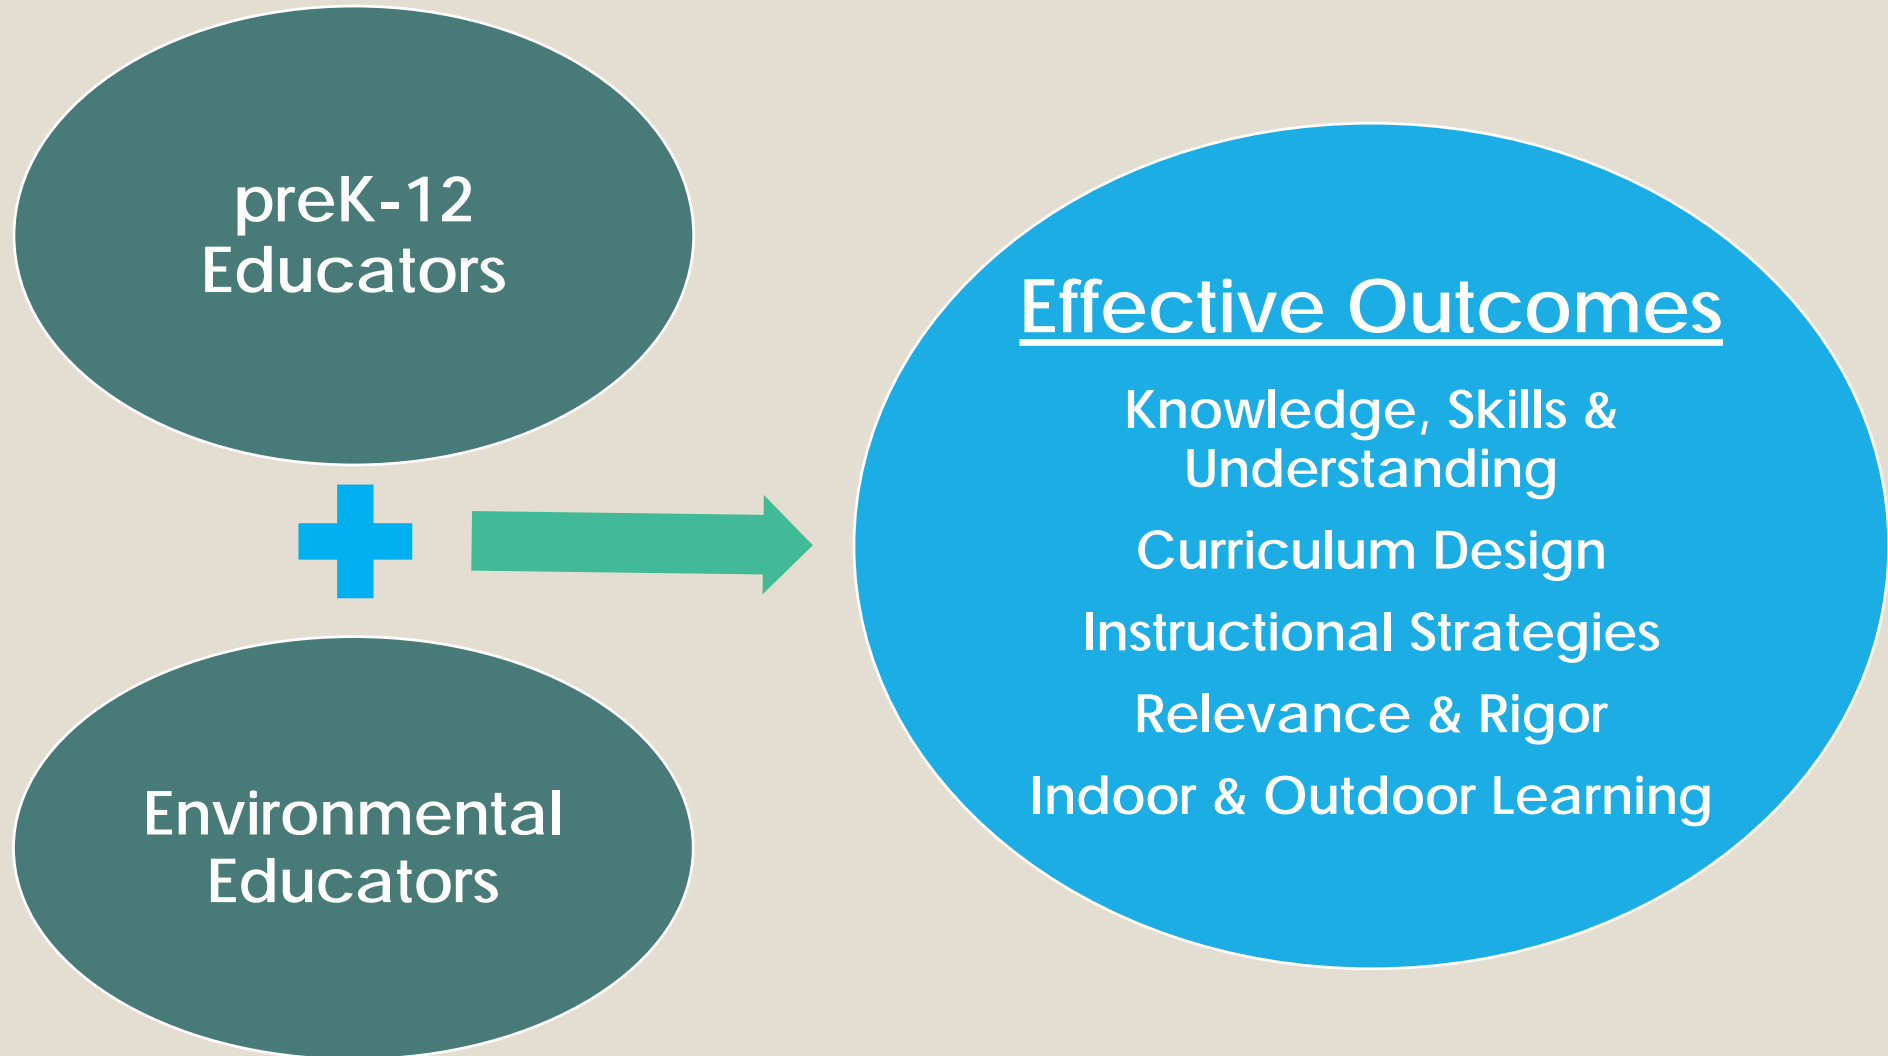 preK-12
Educators
Environmental
Educators
Effective Outcomes
Knowledge, Skills &
Understanding
Curriculum Design
Instructional Strategies
Relevance & Rigor
Indoor & Outdoor Learning